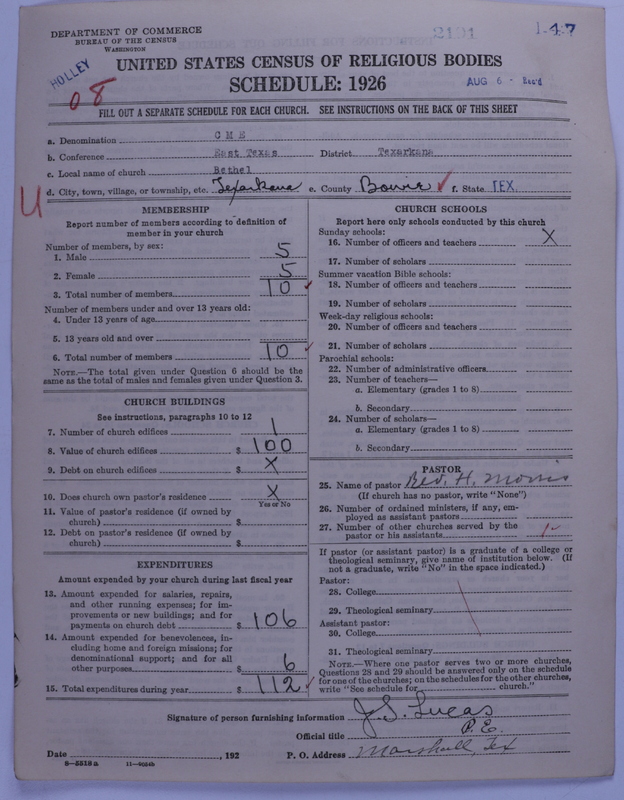 DEPARTMENT OF COMMERCE
BUREAU OF THE CENSUS
WASHINGTON
2191
1-47
HOLLEY
08
UNITED STATES CENSUS OF RELIGIOUS BODIES
SCHEDULE: 1926
AUG 6 - Rec'd
FILL OUT A SEPARATE SCHEDULE FOR EACH CHURCH. SEE INSTRUCTIONS ON THE BACK OF THIS SHEET
a. Denomination C M E
b. Conference East Texas District Texarkana
c. Local name of church Bethel
d. City, town, village, or township, etc. Texarkana e. County Bowie ✓ f. State TEX.
U
MEMBERSHIP
Report number of members according to definition of
member in your church
Number of members, by sex:
1. Male 5
2. Female 5
3. Total number of members 10 ✓
Number of members under and over 13 years old:
4. Under 13 years of age
5. 13 years old and over
6. Total number of members 10 ✓
NOTE.—The total given under Question 6 should be the
same as the total of males and females given under Question 3.
CHURCH BUILDINGS
See instructions, paragraphs 10 to 12
7. Number of church edifices 1
8. Value of church edifices $ 100
9. Debt on church edifices $ X
10. Does church own pastor's residence X
Yes or No
11. Value of pastor's residence (if owned by
church) $
12. Debt on pastor's residence (if owned by
church) $
EXPENDITURES
Amount expended by your church during last fiscal year
13. Amount expended for salaries, repairs,
and other running expenses; for im-
provements or new buildings; and for
payments on church debt $ 106
14. Amount expended for benevolences, in-
cluding home and foreign missions; for
denominational support; and for all
other purposes $ 6
15. Total expenditures during year $ 112 ✓
CHURCH SCHOOLS
Report here only schools conducted by this church
Sunday schools:
16. Number of officers and teachers X
17. Number of scholars
Summer vacation Bible schools:
18. Number of officers and teachers
19. Number of scholars
Week-day religious schools:
20. Number of officers and teachers
21. Number of scholars
Parochial schools:
22. Number of administrative officers
23. Number of teachers—
a. Elementary (grades 1 to 8)
b. Secondary
24. Number of scholars—
a. Elementary (grades 1 to 8)
b. Secondary
PASTOR
25. Name of pastor Rev. H. Morris
(If church has no pastor, write "None")
26. Number of ordained ministers, if any, em-
ployed as assistant pastors
27. Number of other churches served by the
pastor or his assistants
If pastor (or assistant pastor) is a graduate of a college or
theological seminary, give name of institution below. (If
not a graduate, write "No" in the space indicated.)
Pastor:
28. College
29. Theological seminary
Assistant pastor:
30. College
31. Theological seminary
NOTE.—Where one pastor serves two or more churches,
Questions 28 and 29 should be answered only on the schedule
for one of the churches; on the schedules for the other churches,
write "See schedule for church."
Signature of person furnishing information J. S. Lucas
Official title P. E.
Date , 192 P. O. Address Marshall, Tex
8-5518 a